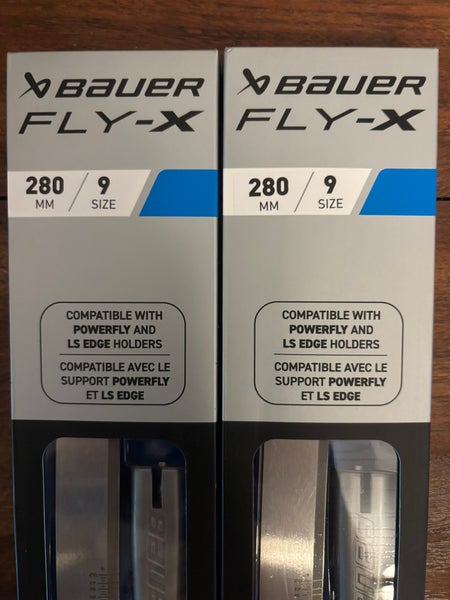 BAUER
FLY-X
280 MM / 9 SIZE
COMPATIBLE WITH
POWERFLY AND
LS EDGE HOLDERS
COMPATIBLE AVEC LE
SUPPORT POWERFLY
ET LS EDGE
BAUE
BAUER
FLY-X
280 MM / 9 SIZE
COMPATIBLE WITH
POWERFLY AND
LS EDGE HOLDERS
COMPATIBLE AVEC LE
SUPPORT POWERFLY
ET LS EDGE
BAUE